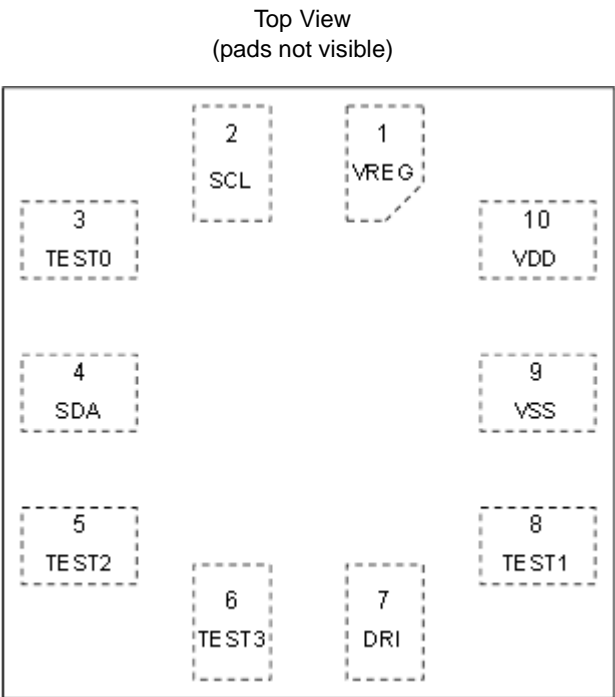 Top View
(pads not visible)
2
SCL
1
VREG
3
TEST0
10
VDD
4
SDA
9
VSS
5
TEST2
8
TEST1
6
TEST3
7
DRI